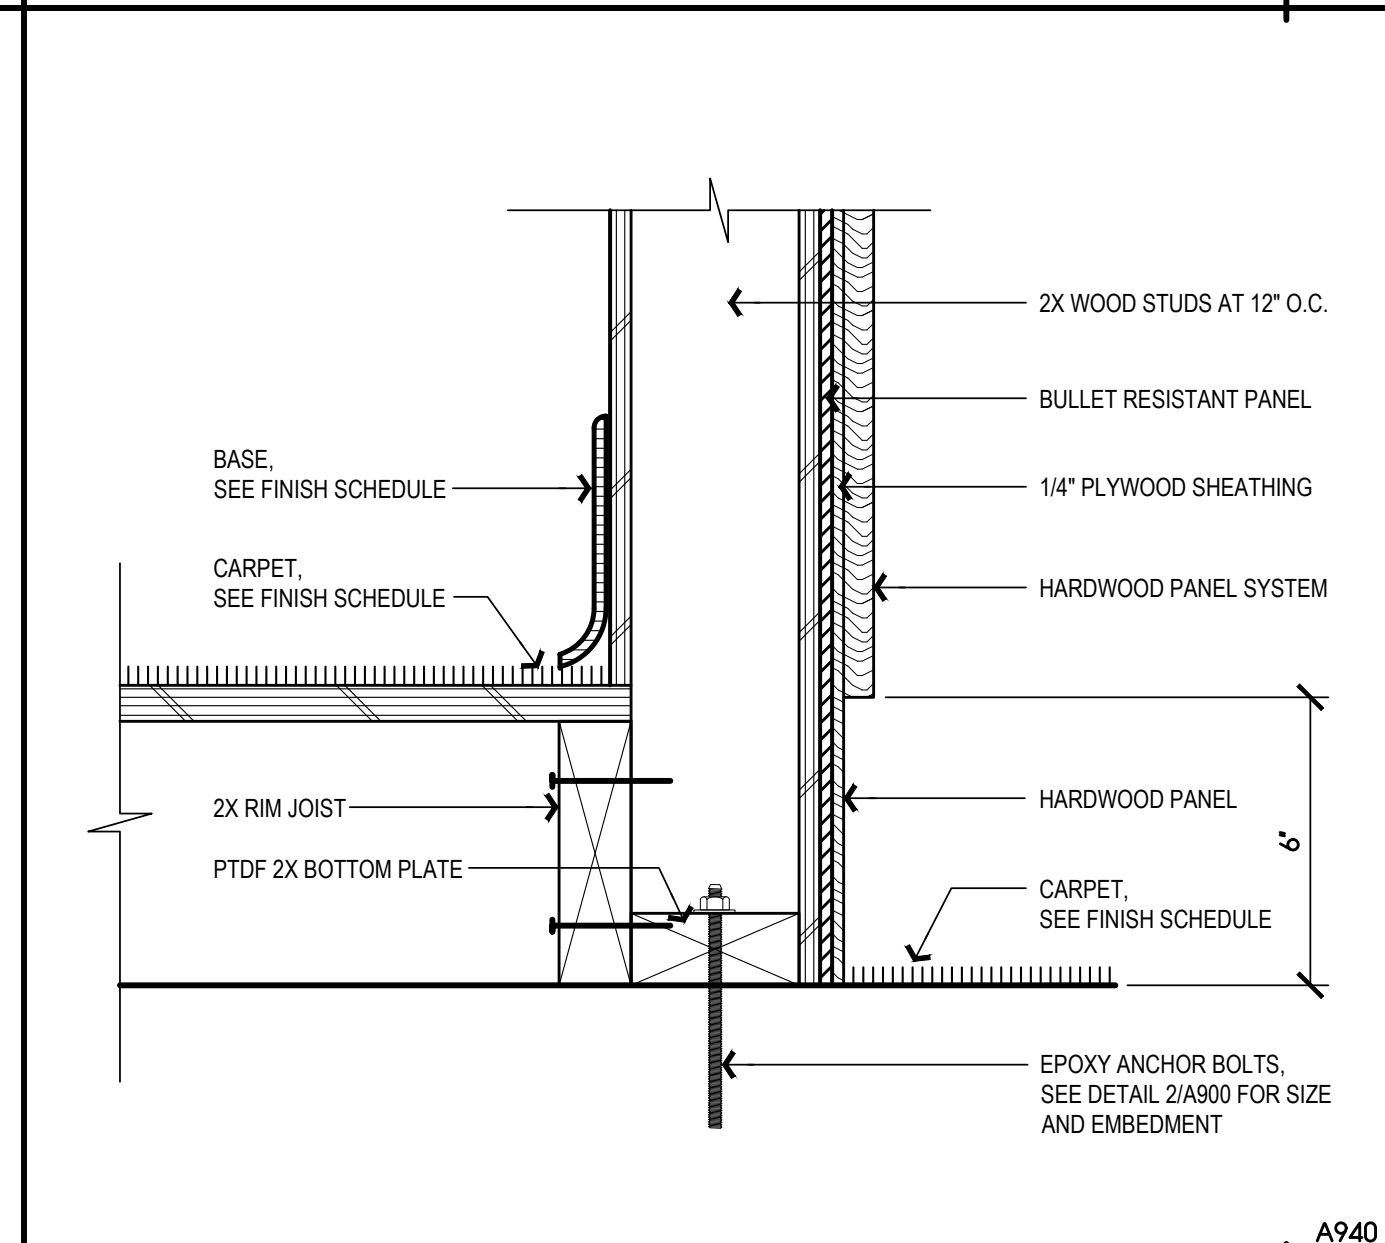 2X WOOD STUDS AT 12" O.C.
BULLET RESISTANT PANEL
BASE,
SEE FINISH SCHEDULE
1/4" PLYWOOD SHEATHING
CARPET,
SEE FINISH SCHEDULE
HARDWOOD PANEL SYSTEM
2X RIM JOIST
HARDWOOD PANEL
6"
PTDF 2X BOTTOM PLATE
CARPET,
SEE FINISH SCHEDULE
EPOXY ANCHOR BOLTS,
SEE DETAIL 2/A900 FOR SIZE
AND EMBEDMENT
A940